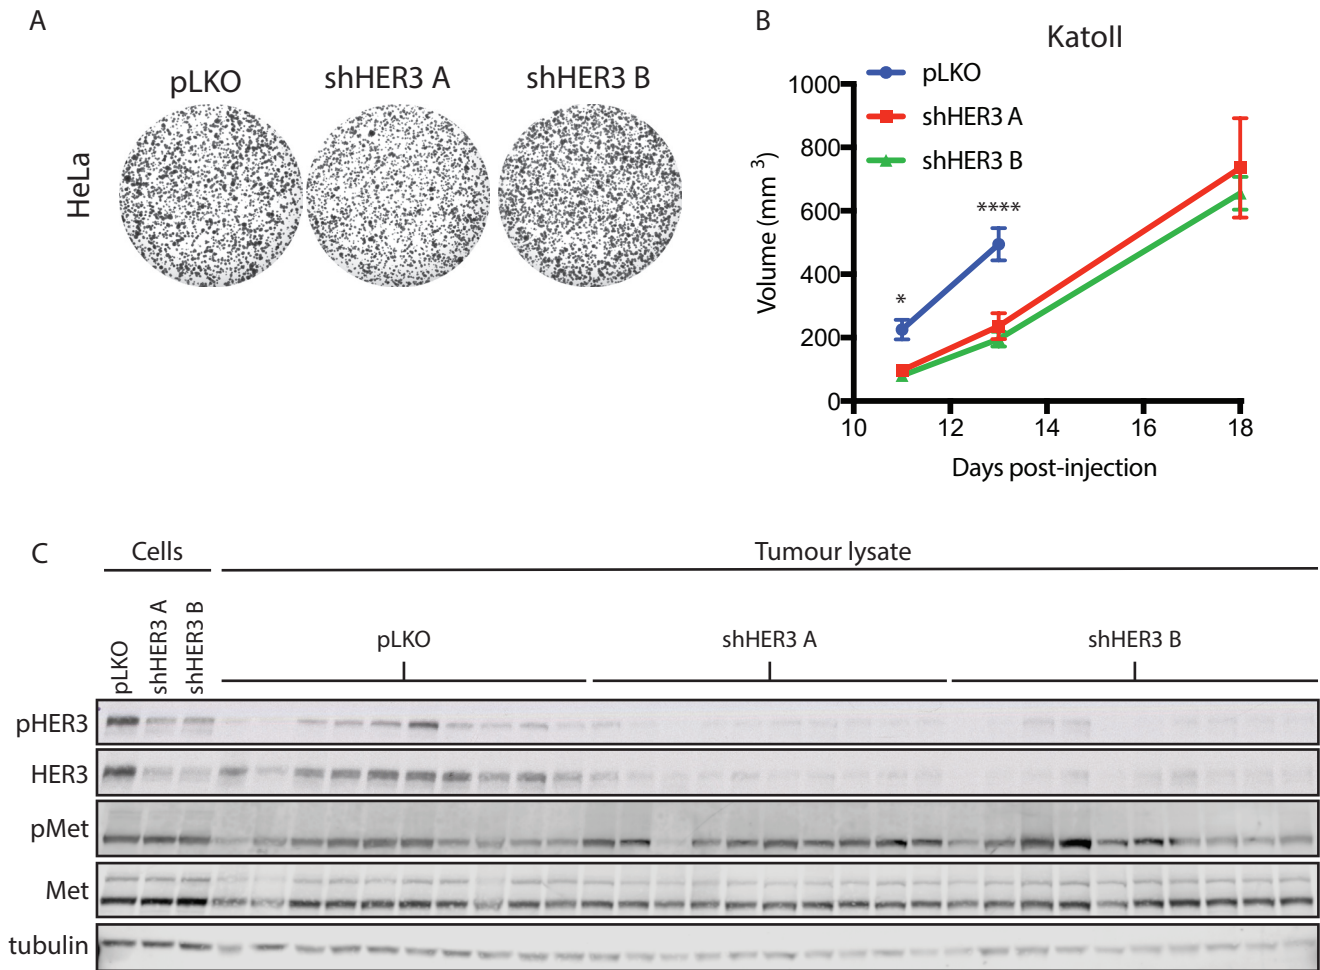 A
pLKO
shHER3 A
shHER3 B
HeLa
B
KatoII
pLKO
shHER3 A
shHER3 B
1000
800
600
400
200
0
Volume (mm 3)
*
****
10
12
14
16
18
Days post-injection
C
Cells
Tumour lysate
pLKO
shHER3 A
shHER3 B
pLKO
shHER3 A
shHER3 B
pHER3
HER3
pMet
Met
tubulin